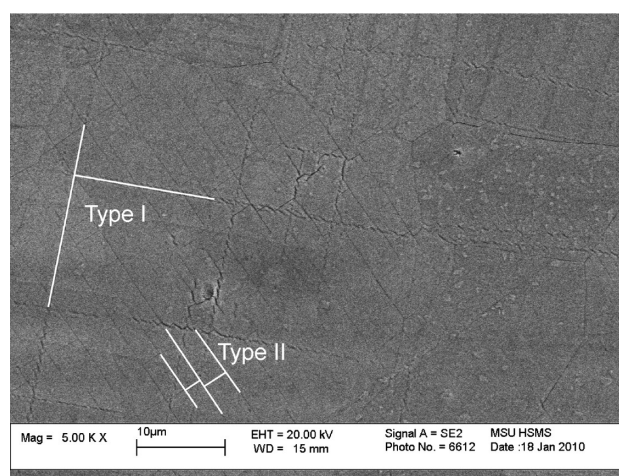 Type I
Type II
Mag = 5.00 K X
10μm
EHT = 20.00 kV
WD = 15 mm
Signal A = SE2
Photo No. = 6612
MSU HSMS
Date :18 Jan 2010